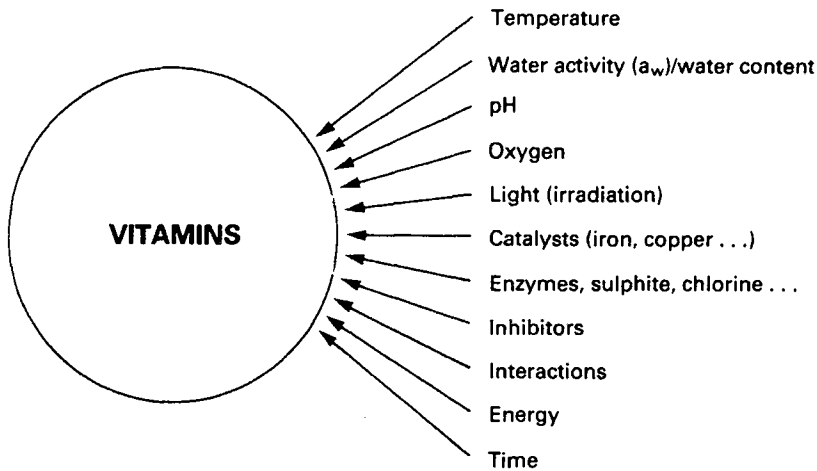 Temperature
Water activity (aw)/water content
pH
Oxygen
Light (irradiation)
VITAMINS
Catalysts (iron, copper . . .)
Enzymes, sulphite, chlorine . . .
Inhibitors
Interactions
Energy
Time